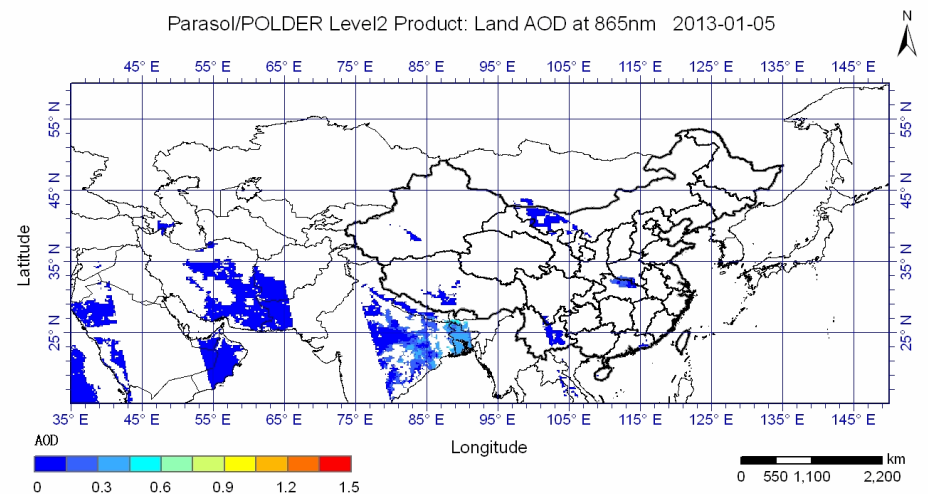 Parasol/POLDER Level2 Product: Land AOD at 865nm 2013-01-05
N
45° E 55° E 65° E 75° E 85° E 95° E 105° E 115° E 125° E 135° E 145° E
55° N 55° N
45° N 45° N
35° N 35° N
25° N 25° N
Latitude
35° E 45° E 55° E 65° E 75° E 85° E 95° E 105° E 115° E 125° E 135° E 145° E
Longitude
AOD
0 0.3 0.6 0.9 1.2 1.5
km
0 550 1,100 2,200